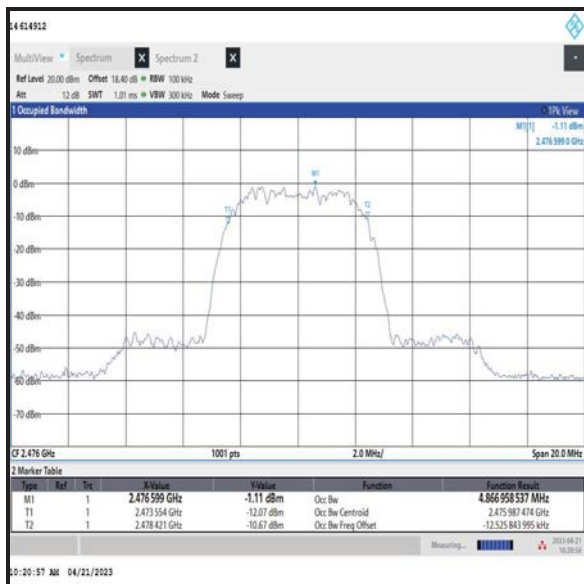 14 614912
MultiView Spectrum X Spectrum 2 X
Ref Level 20.00 dBm Offset 18.40 dB RBW 100 kHz
Att 12 dB SWT 1.01 ms VBW 300 kHz Mode Sweep
1 Occupied Bandwidth 1Pk View
M1[1] -1.11 dBm
2.476 599 0 GHz
10 dBm
M1
0 dBm
T1 T2
-10 dBm
-20 dBm
-30 dBm
-40 dBm
-50 dBm
-60 dBm
-70 dBm
CF 2.476 GHz 1001 pts 2.0 MHz/ Span 20.0 MHz
2 Marker Table
Type Ref Trc X-Value Y-Value Function Function Result
M1 1 2.476 599 GHz -1.11 dBm Occ Bw 4.866 958 537 MHz
T1 1 2.473 554 GHz -12.07 dBm Occ Bw Centroid 2.475 987 474 GHz
T2 1 2.478 421 GHz -10.67 dBm Occ Bw Freq Offset -12.525 843 995 kHz
Measuring... 2023-04-21
10:20:56
10:20:57 AM 04/21/2023